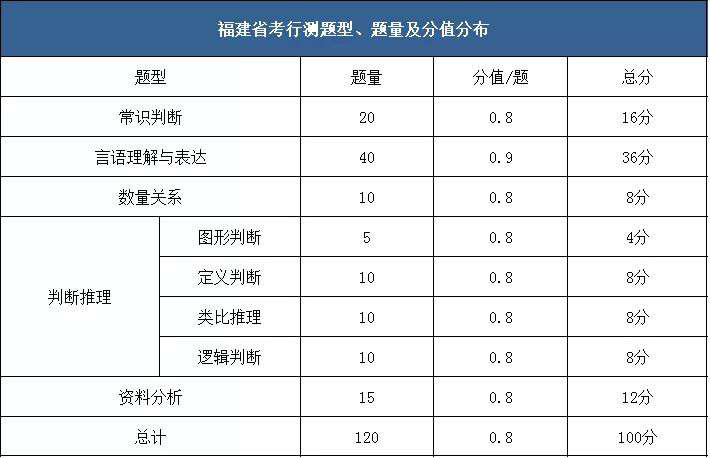 福建省考行测题型、题量及分值分布
题型 题量 分值/题 总分
常识判断 20 0.8 16分
言语理解与表达 40 0.9 36分
数量关系 10 0.8 8分
判断推理 图形判断 5 0.8 4分
定义判断 10 0.8 8分
类比推理 10 0.8 8分
逻辑判断 10 0.8 8分
资料分析 15 0.8 12分
总计 120 0.8 100分